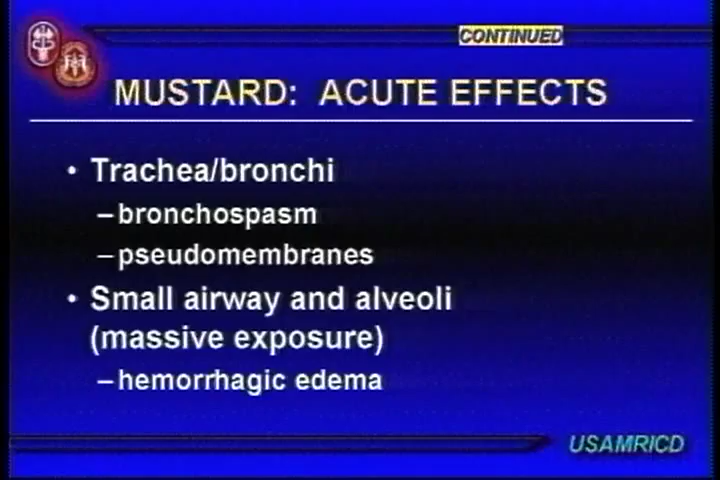 CONTINUED
MUSTARD: ACUTE EFFECTS
• Trachea/bronchi
–bronchospasm
–pseudomembranes
• Small airway and alveoli
(massive exposure)
–hemorrhagic edema
USAMRICD